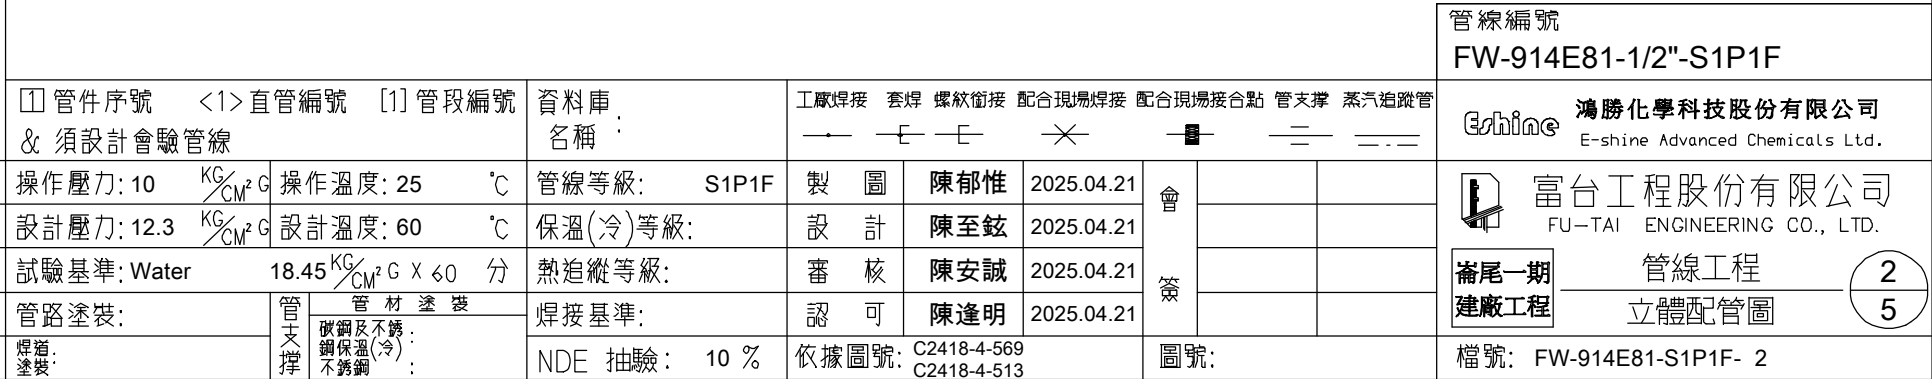 管線編號
FW-914E81-1/2"-S1P1F
1 管件序號 <1>直管編號 [1]管段編號
& 須設計會驗管線
資料庫名稱:
工廠焊接 套焊 螺紋銜接 配合現場焊接 配合現場接合點 管支撐 蒸汽追蹤管
Eshine 鴻勝化學科技股份有限公司
E-shine Advanced Chemicals Ltd.
操作壓力: 10 KG/CM² G 操作溫度: 25 °C 管線等級: S1P1F 製圖 陳郁惟 2025.04.21 會簽
富台工程股份有限公司
FU-TAI ENGINEERING CO., LTD.
設計壓力: 12.3 KG/CM² G 設計溫度: 60 °C 保溫(冷)等級: 設計 陳至鉉 2025.04.21
試驗基準: Water 18.45 KG/CM² G X 60 分 熱追縱等級: 審核 陳安誠 2025.04.21
崙尾一期建廠工程
管線工程
立體配管圖
2
5
管路塗裝: 管支撐 管材塗裝 焊接基準: 認可 陳逢明 2025.04.21
碳鋼及不銹鋼保溫(冷):
不銹鋼:
焊道塗裝:
NDE 抽驗: 10 %
依據圖號: C2418-4-569
C2418-4-513
圖號:
檔號: FW-914E81-S1P1F- 2